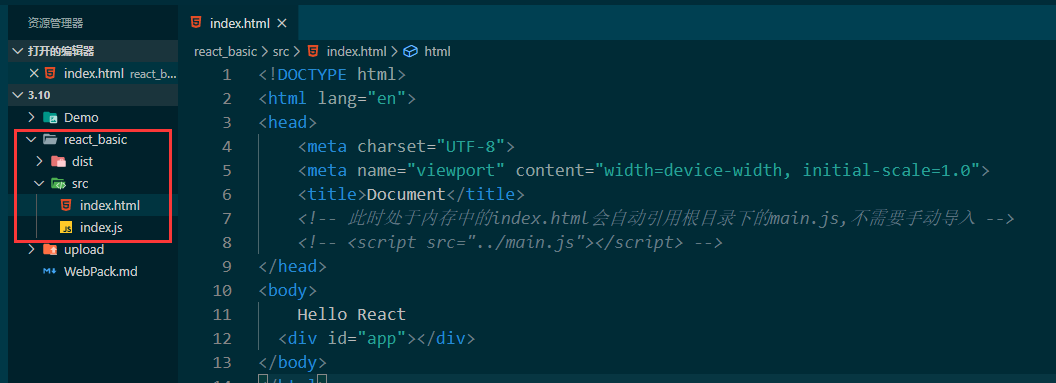 资源管理器
打开的编辑器
index.html react_b...
3.10
Demo
react_basic
dist
src
index.html
index.js
upload
WebPack.md
index.html
react_basic > src > index.html > html
1 <!DOCTYPE html>
2 <html lang="en">
3 <head>
4 <meta charset="UTF-8">
5 <meta name="viewport" content="width=device-width, initial-scale=1.0">
6 <title>Document</title>
7 <!-- 此时处于内存中的index.html会自动引用根目录下的main.js,不需要手动导入 -->
8 <!-- <script src="../main.js"></script> -->
9 </head>
10 <body>
11 Hello React
12 <div id="app"></div>
13 </body>
14 </html>